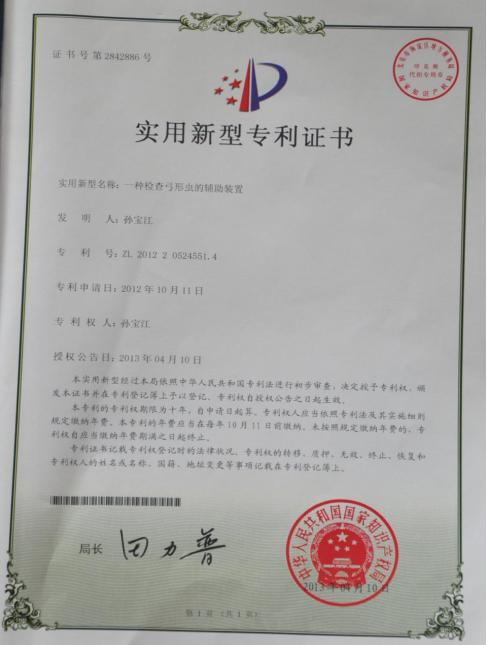 证书号第2842886号
印花税
代扣专用章
国家知识产权局
实用新型专利证书
实用新型名称：一种检查弓形虫的辅助装置
发明人：孙宝江
专利号：ZL 2012 2 0524551.4
专利申请日：2012年10月11日
专利权人：孙宝江
授权公告日：2013年04月10日
本实用新型经过本局依照中华人民共和国专利法进行初步审查，决定授予专利权，颁
发本证书并在专利登记簿上予以登记。专利权自授权公告之日起生效。
本专利的专利权期限为十年，自申请日起算。专利权人应当依照专利法及其实施细则
规定缴纳年费。本专利的年费应当在每年10月11日前缴纳。未按照规定缴纳年费的，专
利权自应当缴纳年费期满之日起终止。
专利证书记载专利权登记时的法律状况。专利权的转移、质押、无效、终止、恢复和
专利权人的姓名或名称、国籍、地址变更等事项记载在专利登记簿上。
局长 田力普
中华人民共和国国家知识产权局
2013年04月10日
第1页（共1页）